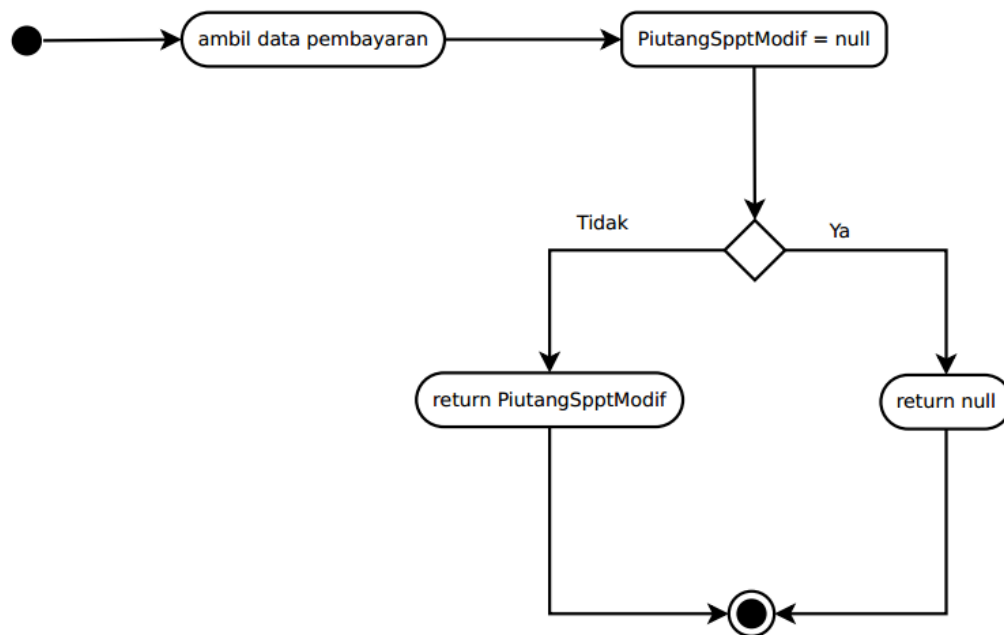 ambil data pembayaran
PiutangSpptModif = null
Tidak
Ya
return PiutangSpptModif
return null